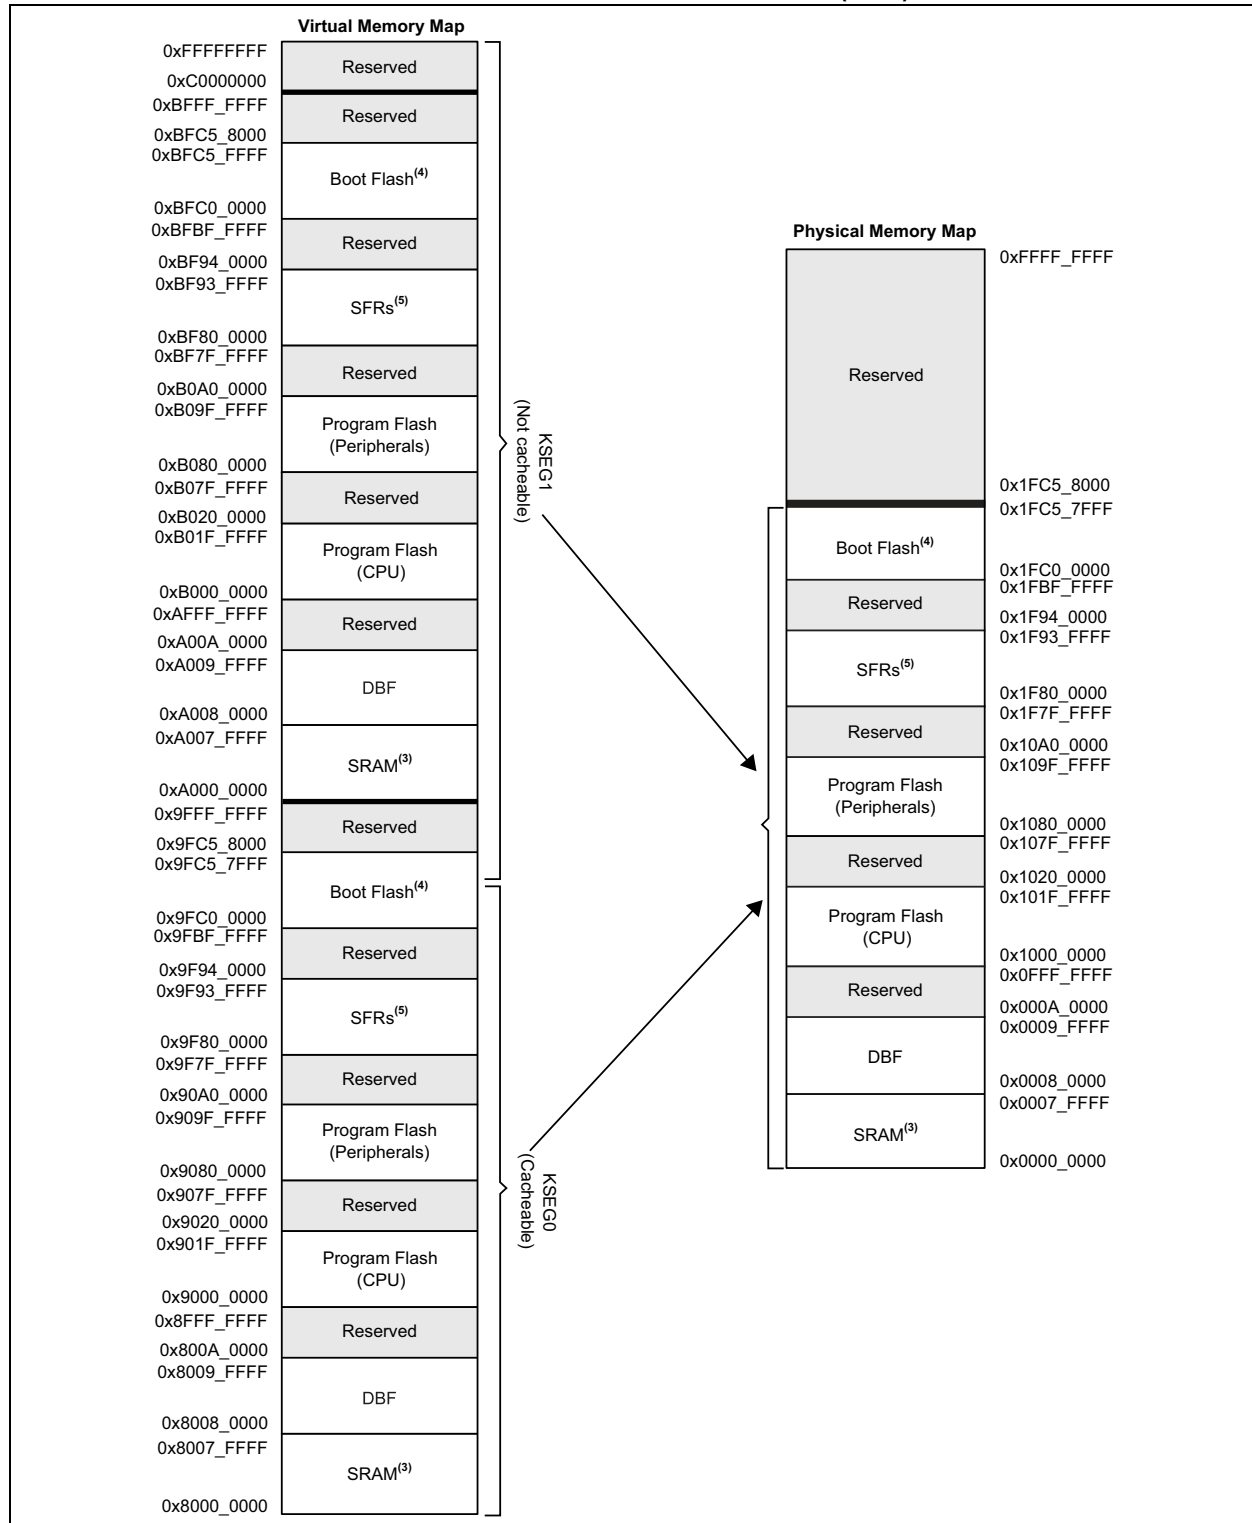 Virtual Memory Map
0xFFFFFFFF
Reserved
0xC0000000
0xBFFF_FFFF
Reserved
0xBFC5_8000
0xBFC5_FFFF
Boot Flash(4)
0xBFC0_0000
0xBFBF_FFFF
Reserved
0xBF94_0000
0xBF93_FFFF
SFRs(5)
0xBF80_0000
0xBF7F_FFFF
Reserved
0xB0A0_0000
0xB09F_FFFF
Program Flash
(Peripherals)
0xB080_0000
0xB07F_FFFF
Reserved
0xB020_0000
0xB01F_FFFF
Program Flash
(CPU)
0xB000_0000
0xAFFF_FFFF
Reserved
0xA00A_0000
0xA009_FFFF
DBF
0xA008_0000
0xA007_FFFF
SRAM(3)
0xA000_0000
0x9FFF_FFFF
Reserved
0x9FC5_8000
0x9FC5_7FFF
Boot Flash(4)
0x9FC0_0000
0x9FBF_FFFF
Reserved
0x9F94_0000
0x9F93_FFFF
SFRs(5)
0x9F80_0000
0x9F7F_FFFF
Reserved
0x90A0_0000
0x909F_FFFF
Program Flash
(Peripherals)
0x9080_0000
0x907F_FFFF
Reserved
0x9020_0000
0x901F_FFFF
Program Flash
(CPU)
0x9000_0000
0x8FFF_FFFF
Reserved
0x800A_0000
0x8009_FFFF
DBF
0x8008_0000
0x8007_FFFF
SRAM(3)
0x8000_0000
KSEG1
(Not cacheable)
KSEG0
(Cacheable)
Physical Memory Map
0xFFFF_FFFF
Reserved
0x1FC5_8000
0x1FC5_7FFF
Boot Flash(4)
0x1FC0_0000
0x1FBF_FFFF
Reserved
0x1F94_0000
0x1F93_FFFF
SFRs(5)
0x1F80_0000
0x1F7F_FFFF
Reserved
0x10A0_0000
0x109F_FFFF
Program Flash
(Peripherals)
0x1080_0000
0x107F_FFFF
Reserved
0x1020_0000
0x101F_FFFF
Program Flash
(CPU)
0x1000_0000
0x0FFF_FFFF
Reserved
0x000A_0000
0x0009_FFFF
DBF
0x0008_0000
0x0007_FFFF
SRAM(3)
0x0000_0000